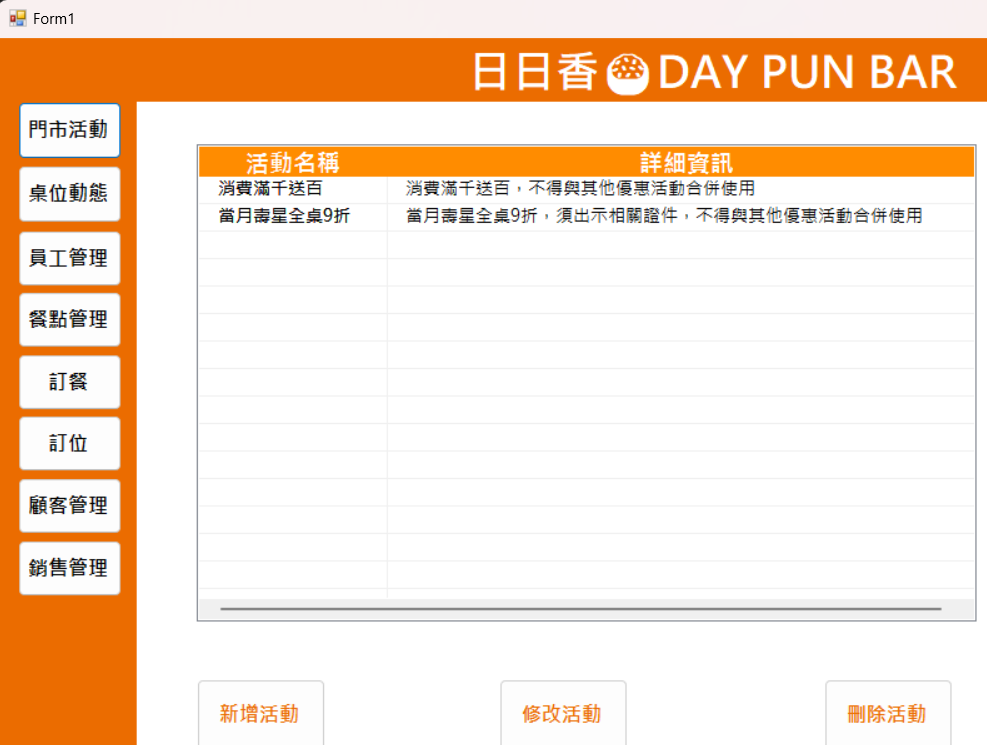 Form1
日日香 DAY PUN BAR
門市活動
桌位動態
員工管理
餐點管理
訂餐
訂位
顧客管理
銷售管理
活動名稱 詳細資訊
消費滿千送百 消費滿千送百，不得與其他優惠活動合併使用
當月壽星全桌9折 當月壽星全桌9折，須出示相關證件，不得與其他優惠活動合併使用
新增活動 修改活動 刪除活動